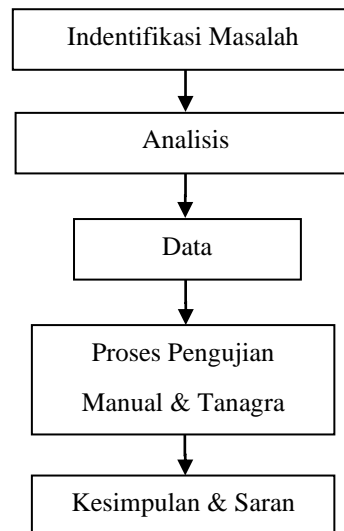 Indentifikasi Masalah
Analisis
Data
Proses Pengujian
Manual & Tanagra
Kesimpulan & Saran